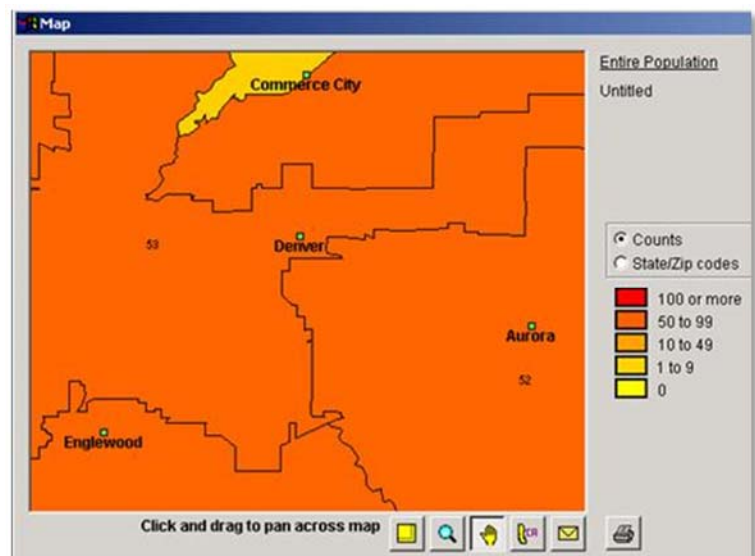 Map
Entire Population
Untitled
Commerce City
53
Denver
Aurora
52
Englewood
Counts
State/Zip codes
100 or more
50 to 99
10 to 49
1 to 9
0
Click and drag to pan across map
CR